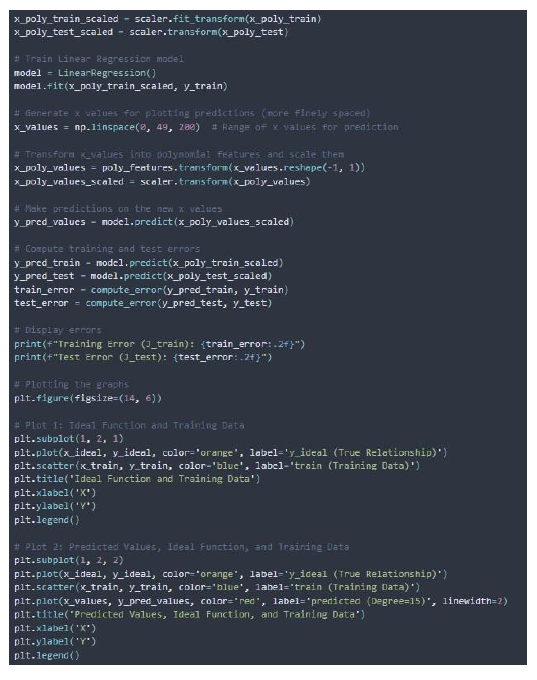 x_poly_train_scaled = scaler.fit_transform(x_poly_train)
x_poly_test_scaled = scaler.transform(x_poly_test)
# Train Linear Regression model
model = LinearRegression()
model.fit(x_poly_train_scaled, y_train)
# Generate x values for plotting predictions (more finely spaced)
x_values = np.linspace(0, 49, 200)  # Range of x values for prediction
# Transform x_values into polynomial features and scale them
x_poly_values = poly_features.transform(x_values.reshape(-1, 1))
x_poly_values_scaled = scaler.transform(x_poly_values)
# Make predictions on the new x values
y_pred_values = model.predict(x_poly_values_scaled)
# Compute training and test errors
y_pred_train = model.predict(x_poly_train_scaled)
y_pred_test = model.predict(x_poly_test_scaled)
train_error = compute_error(y_pred_train, y_train)
test_error = compute_error(y_pred_test, y_test)
# Display errors
print(f"Training Error (J_train): {train_error:.2f}")
print(f"Test Error (J_test): {test_error:.2f}")
# Plotting the graphs
plt.figure(figsize=(14, 6))
# Plot 1: Ideal Function and Training Data
plt.subplot(1, 2, 1)
plt.plot(x_ideal, y_ideal, color='orange', label='y_ideal (True Relationship)')
plt.scatter(x_train, y_train, color='blue', label='train (Training Data)')
plt.title('Ideal Function and Training Data')
plt.xlabel('X')
plt.ylabel('Y')
plt.legend()
# Plot 2: Predicted Values, Ideal Function, and Training Data
plt.subplot(1, 2, 2)
plt.plot(x_ideal, y_ideal, color='orange', label='y_ideal (True Relationship)')
plt.scatter(x_train, y_train, color='blue', label='train (Training Data)')
plt.plot(x_values, y_pred_values, color='red', label='predicted (Degree=15)', linewidth=2)
plt.title('Predicted Values, Ideal Function, and Training Data')
plt.xlabel('X')
plt.ylabel('Y')
plt.legend()